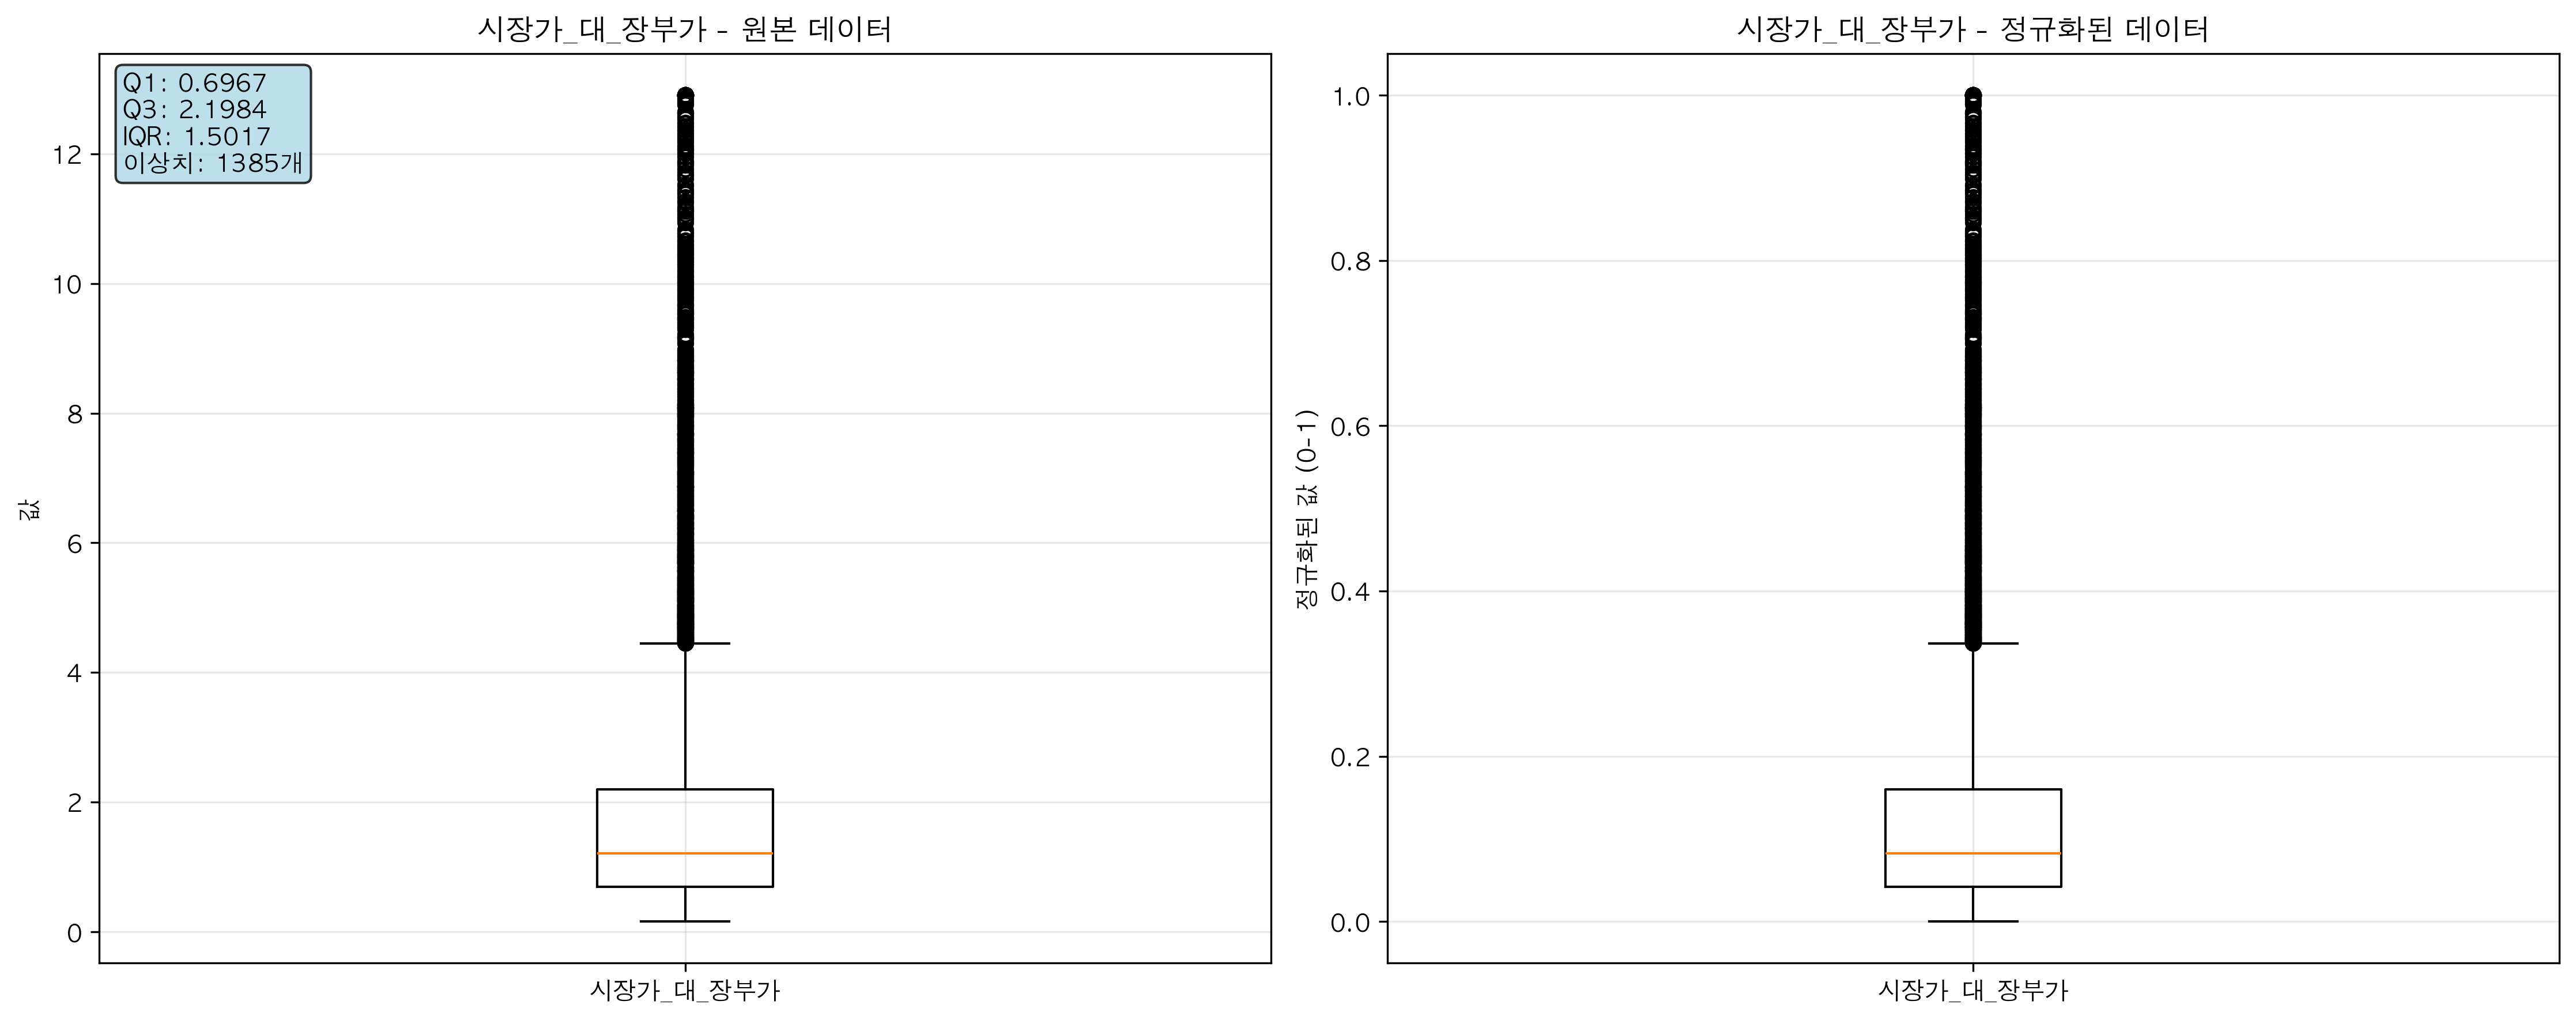 시장가_대_장부가 - 원본 데이터
Q1: 0.6967
Q3: 2.1984
IQR: 1.5017
이상치: 1385개
12
10
8
6
4
2
0
값
시장가_대_장부가
시장가_대_장부가 - 정규화된 데이터
1.0
0.8
0.6
0.4
0.2
0.0
정규화된 값 (0-1)
시장가_대_장부가